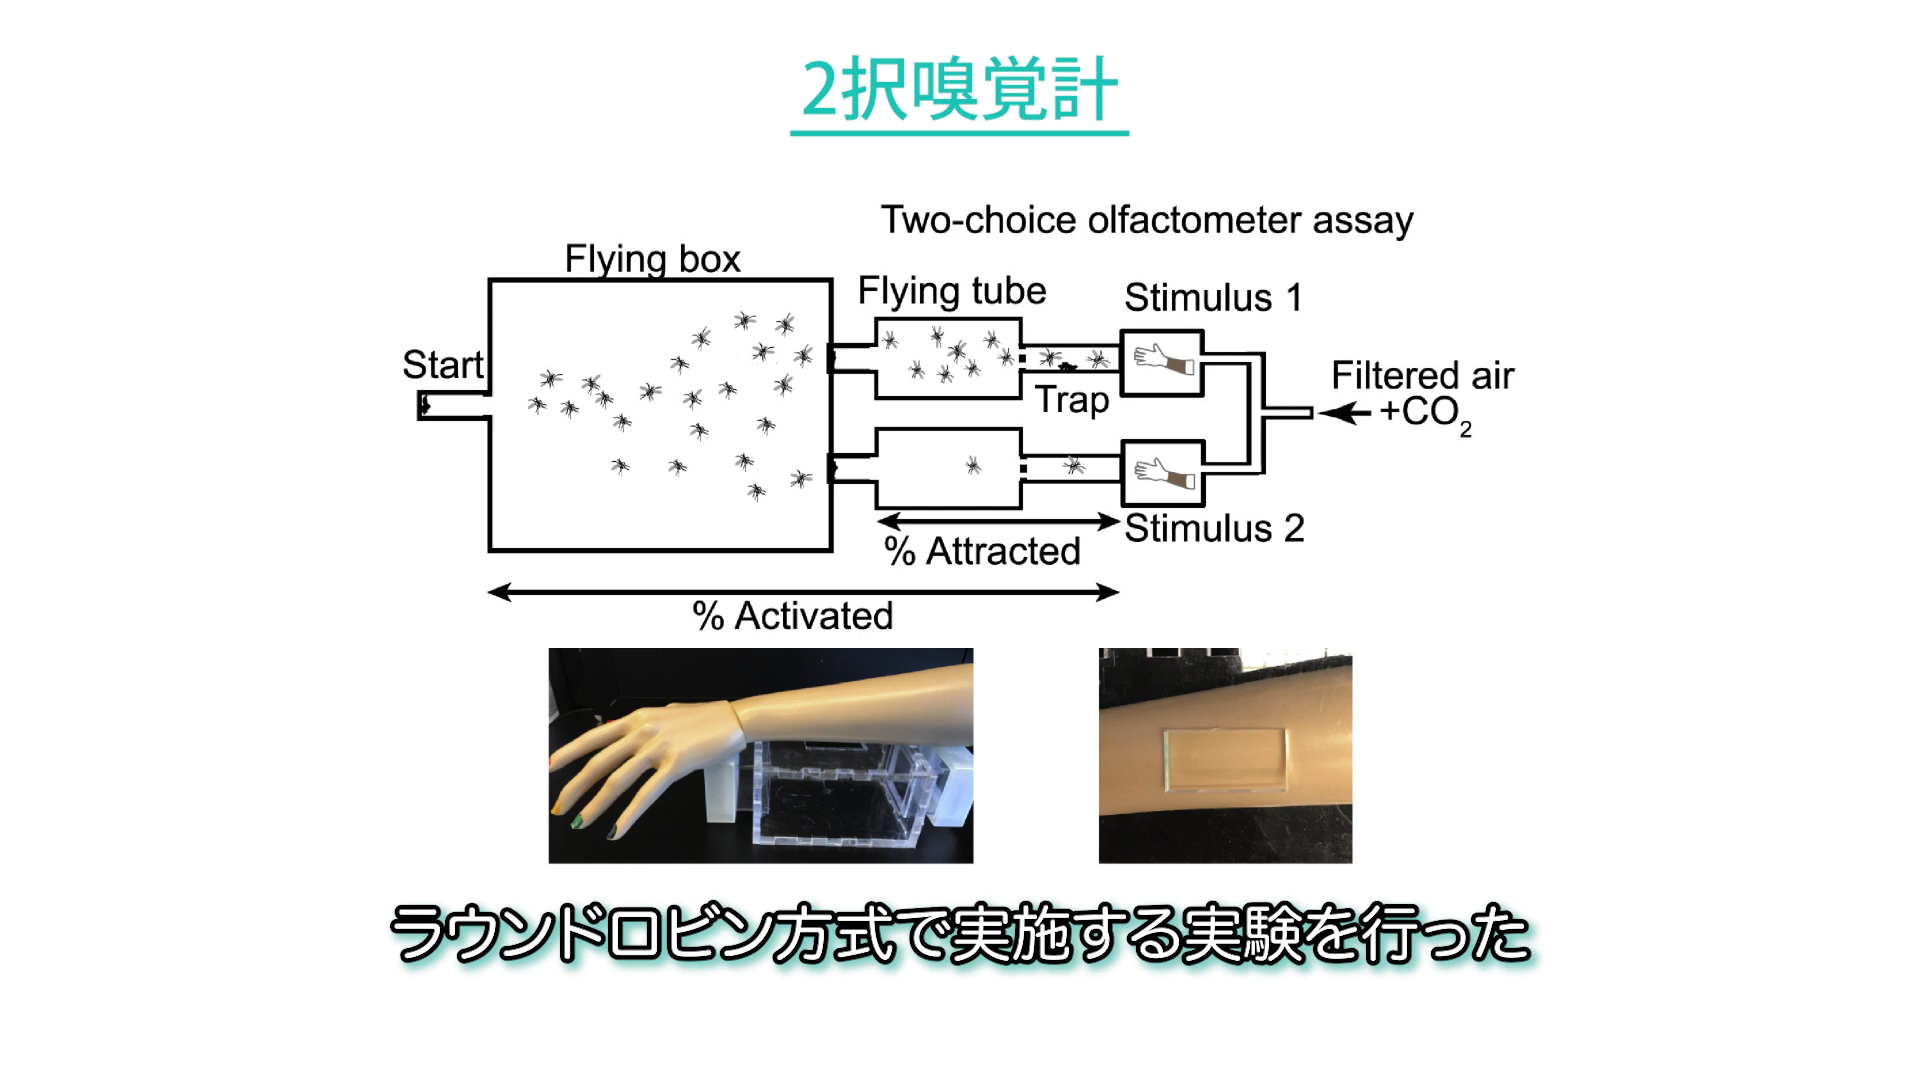 2択嗅覚計
Two-choice olfactometer assay
Flying box
Flying tube
Stimulus 1
Start
Trap
Filtered air
+CO₂
Stimulus 2
% Attracted
% Activated
ラウンドロビン方式で実施する実験を行った